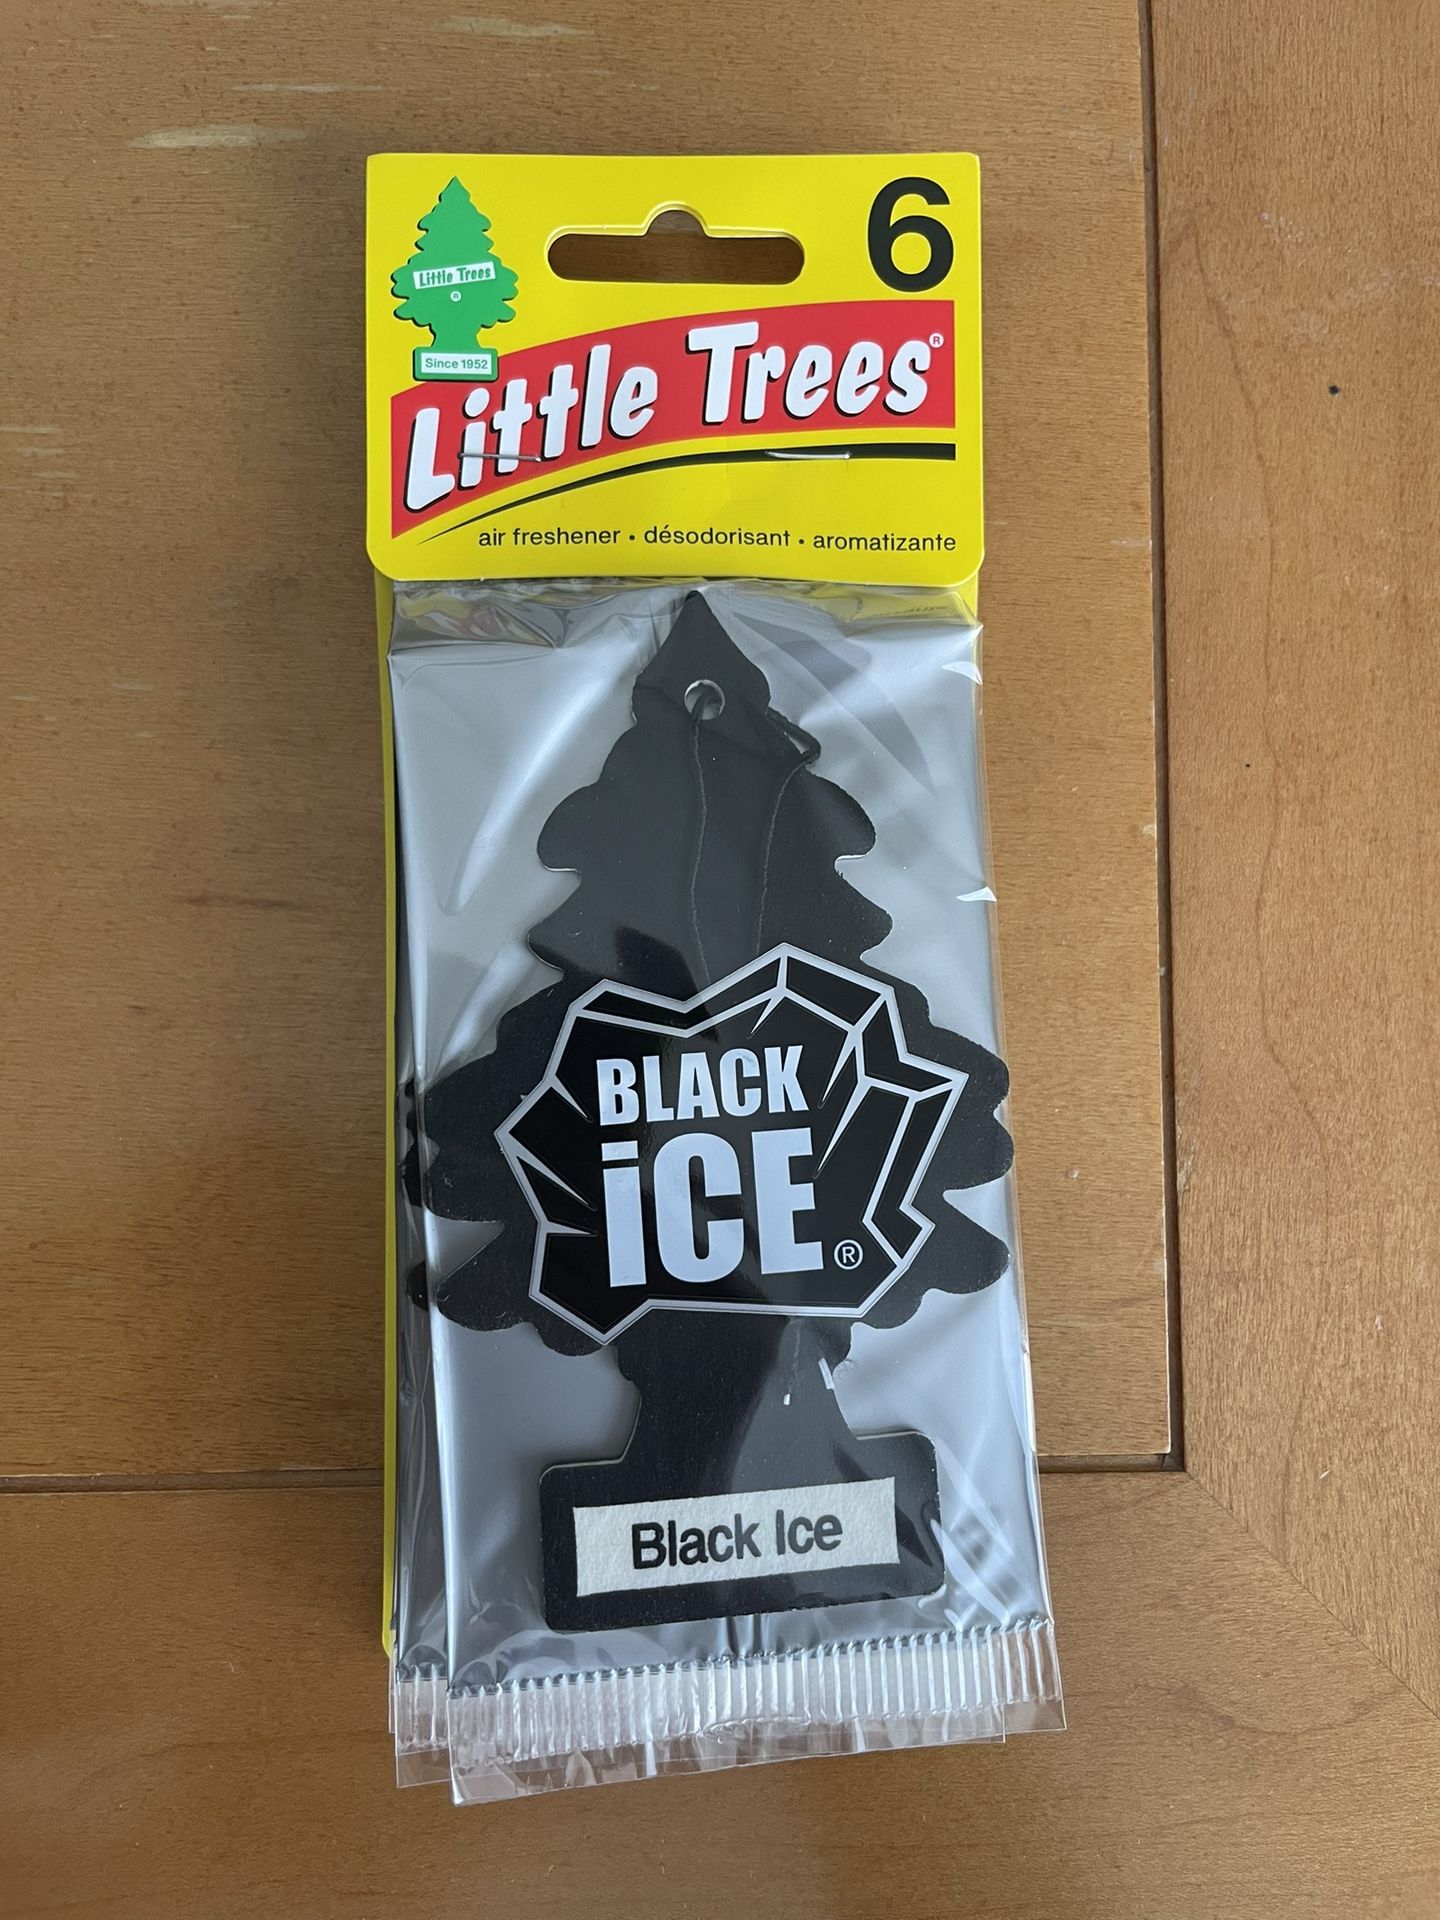 6
Little Trees
®
Since 1952
Little Trees®
air freshener • désodorisant • aromatizante
BLACK
iCE®
Black Ice